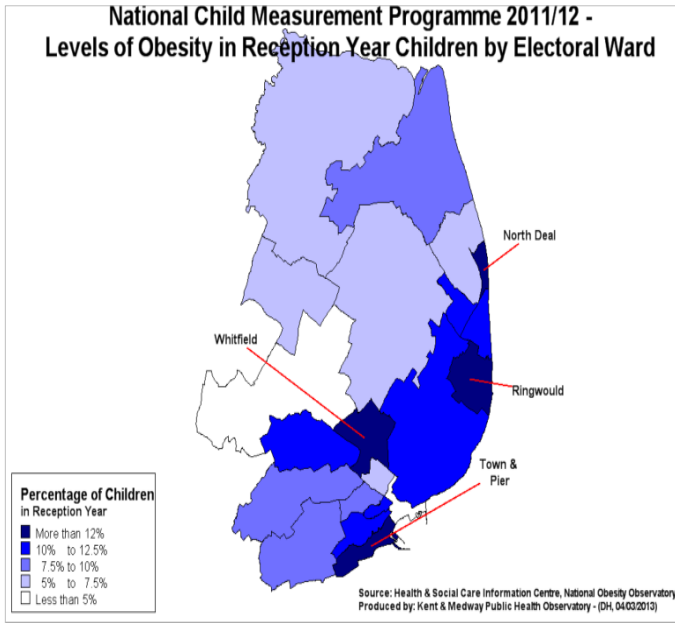 National Child Measurement Programme 2011/12 -
Levels of Obesity in Reception Year Children by Electoral Ward
North Deal
Whitfield
Ringwould
Town &
Pier
Percentage of Children
in Reception Year
More than 12%
10% to 12.5%
7.5% to 10%
5% to 7.5%
Less than 5%
Source: Health & Social Care Information Centre, National Obesity Observatory
Produced by: Kent & Medway Public Health Observatory - (DH, 04/03/2013)